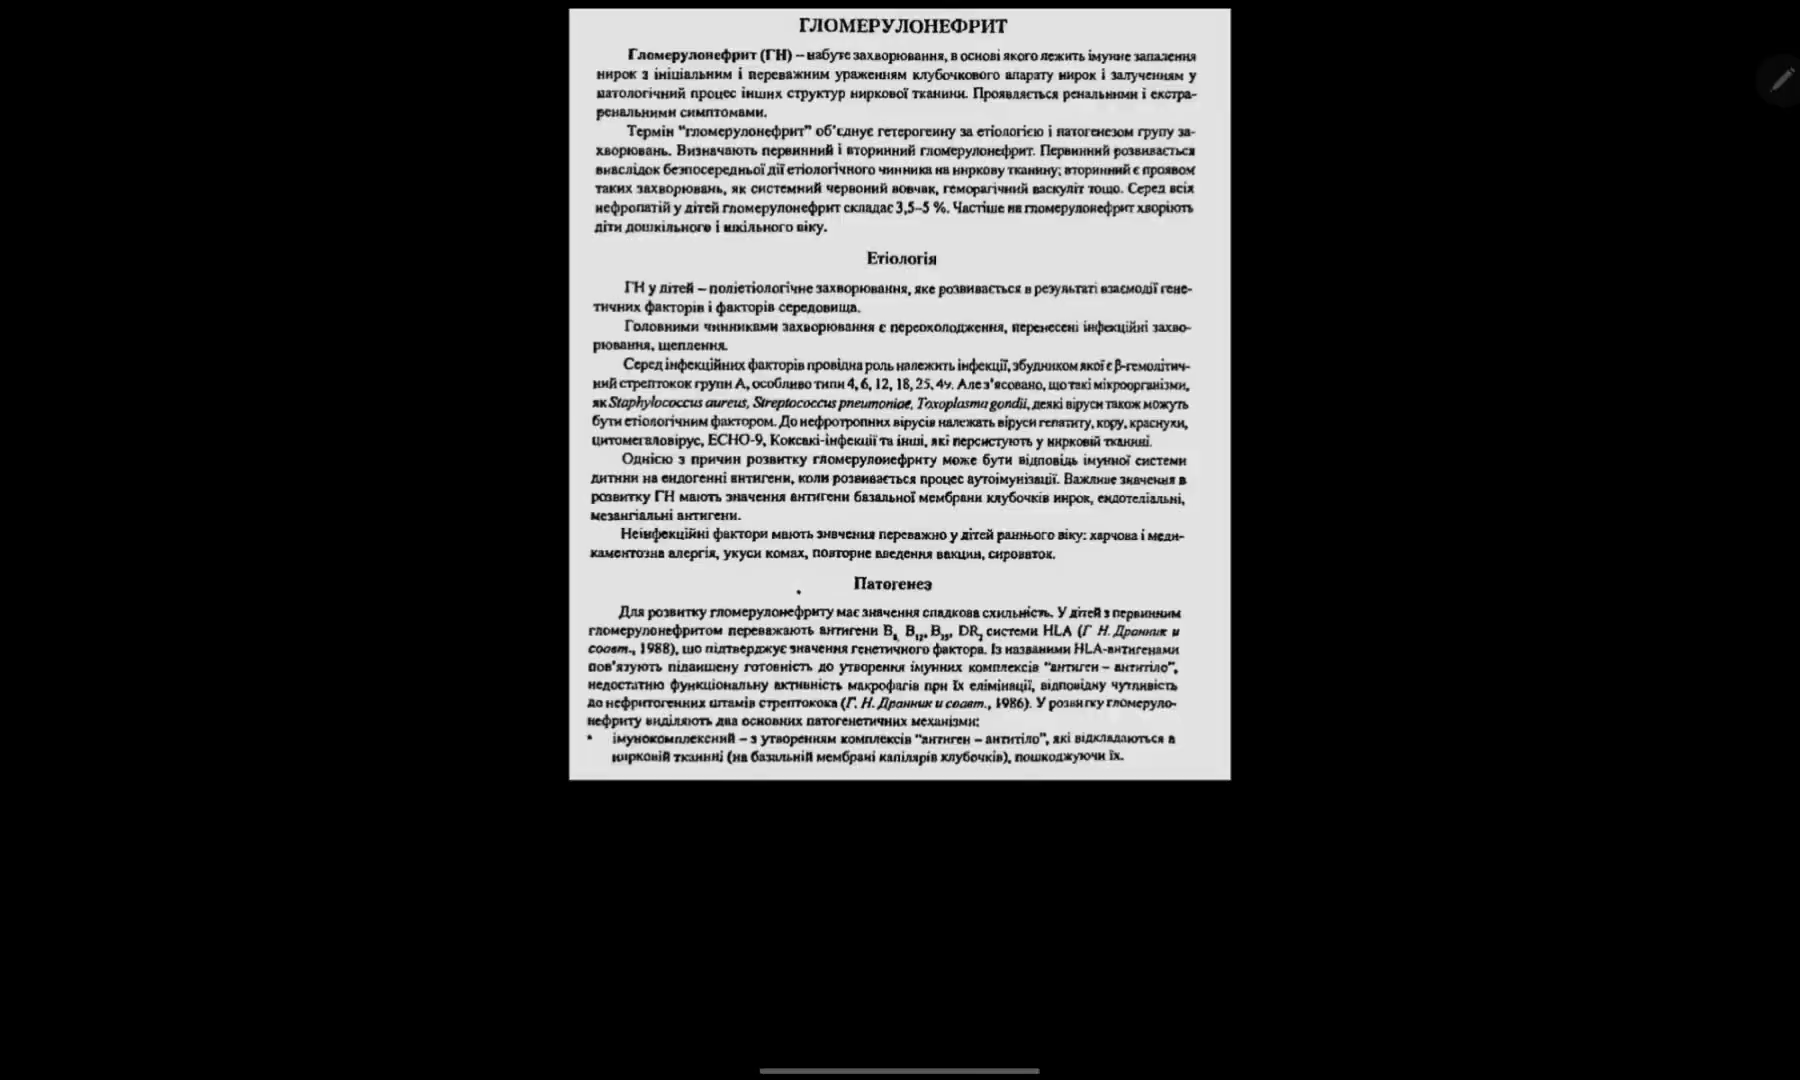 ГЛОМЕРУЛОНЕФРИТ
Гломерулонефрит (ГН) – набуте захворювання, в основі якого лежить імунне запалення
нирок з ініціальним і переважним ураженням клубочкового апарату нирок і залученням у
патологічний процес інших структур ниркової тканини. Проявляється ренальними і екстра-
ренальними симптомами.
Термін "гломерулонефрит" об'єднує гетерогенну за етіологією і патогенезом групу за-
хворювань. Визначають первинний і вторинний гломерулонефрит. Первинний розвивається
внаслідок безпосередньої дії етіологічного чинника на ниркову тканину; вторинний є проявом
таких захворювань, як системний червоний вовчак, геморагічний васкуліт тощо. Серед всіх
нефропатій у дітей гломерулонефрит складає 3,5–5 %. Частіше на гломерулонефрит хворіють
діти дошкільного і шкільного віку.
Етіологія
ГН у дітей – поліетіологічне захворювання, яке розвивається в результаті взаємодії гене-
тичних факторів і факторів середовища.
Головними чинниками захворювання є переохолодження, перенесені інфекційні захво-
рювання, щеплення.
Серед інфекційних факторів провідна роль належить інфекції, збудником якої є β-гемолітич-
ний стрептокок групи А, особливо типи 4, 6, 12, 18, 25, 49. Але з'ясовано, що такі мікроорганізми,
як Staphylococcus aureus, Streptococcus pneumoniae, Toxoplasma gondii, деякі віруси також можуть
бути етіологічним фактором. До нефротропних вірусів належать віруси гепатиту, кору, краснухи,
цитомегаловірус, ECHO-9, Коксакі-інфекції та інші, які персистують у нирковій тканині.
Однією з причин розвитку гломерулонефриту може бути відповідь імунної системи
дитини на ендогенні антигени, коли розвивається процес аутоімунізації. Важливе значення в
розвитку ГН мають значення антигени базальної мембрани клубочків нирок, ендотеліальні,
мезангіальні антигени.
Неінфекційні фактори мають значення переважно у дітей раннього віку: харчова і меди-
каментозна алергія, укуси комах, повторне введення вакцин, сироваток.
Патогенез
Для розвитку гломерулонефриту має значення спадкова схильність. У дітей з первинним
гломерулонефритом переважають антигени B8, B12, B35, DR2 системи HLA (Г. Н. Дранник и
соавт., 1988), що підтверджує значення генетичного фактора. Із названими HLA-антигенами
пов'язують підвищену готовність до утворення імунних комплексів "антиген – антитіло",
недостатню функціональну активність макрофагів при їх елімінації, відповідну чутливість
до нефритогенних штамів стрептокока (Г. Н. Дранник и соавт., 1986). У розвитку гломеруло-
нефриту виділяють два основних патогенетичних механізми:
• імунокомплексний – з утворенням комплексів "антиген – антитіло", які відкладаються в
нирковій тканині (на базальній мембрані капілярів клубочків), пошкоджуючи їх.